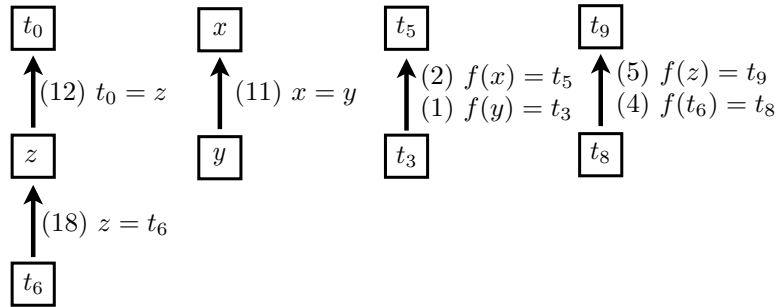 t₀ x t₅ t₉
(12) t₀ = z
(11) x = y
(2) f(x) = t₅
(1) f(y) = t₃
(5) f(z) = t₉
(4) f(t₆) = t₈
z y t₃ t₈
(18) z = t₆
t₆